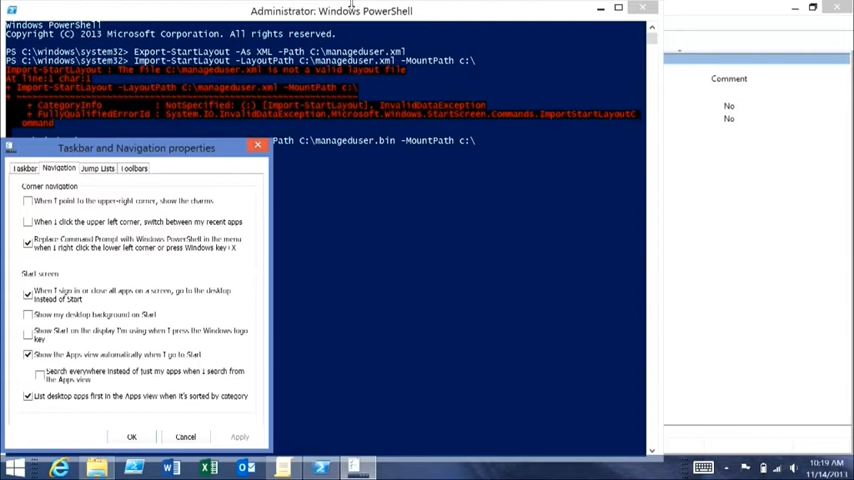 Administrator: Windows PowerShell
Windows PowerShell
Copyright (C) 2013 Microsoft Corporation. All rights reserved.
PS C:\windows\system32> Export-StartLayout -As XML -Path C:\manageduser.xml
PS C:\windows\system32> Import-StartLayout -LayoutPath C:\manageduser.xml -MountPath c:\
Import-StartLayout : The file C:\manageduser.xml is not a valid layout file
At line:1 char:1
+ Import-StartLayout -LayoutPath C:\manageduser.xml -MountPath c:\
+ CategoryInfo : NotSpecified: (:) [Import-StartLayout], InvalidDataException
+ FullyQualifiedErrorId : System.IO.InvalidDataException,Microsoft.Windows.StartScreen.Commands.ImportStartLayoutC
ommand
Path C:\manageduser.bin -MountPath c:\
Comment
No
No
Taskbar and Navigation properties
Taskbar Navigation Jump Lists Toolbars
Corner navigation
When I point to the upper-right corner, show the charms
When I click the upper left corner, switch between my recent apps
Replace Command Prompt with Windows PowerShell in the menu
when I right click the lower left corner or press Windows key+X
Start screen
When I sign in or close all apps on a screen, go to the desktop
instead of Start
Show my desktop background on Start
Show Start on the display I'm using when I press the Windows logo
key
Show the Apps view automatically when I go to Start
Search everywhere instead of just my apps when I search from
the Apps view
List desktop apps first in the Apps view when it's sorted by category
OK Cancel Apply
10:19 AM
11/14/2013